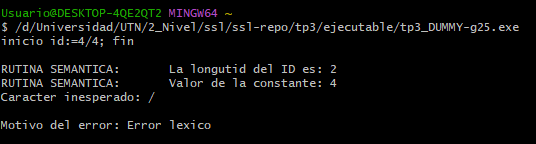 Usuario@DESKTOP-4QE2QT2 MINGW64 ~
$ /d/Universidad/UTN/2_Nivel/ssl/ssl-repo/tp3/ejecutable/tp3_DUMMY-g25.exe
inicio id:=4/4; fin
RUTINA SEMANTICA: La longutid del ID es: 2
RUTINA SEMANTICA: Valor de la constante: 4
Caracter inesperado: /
Motivo del error: Error lexico